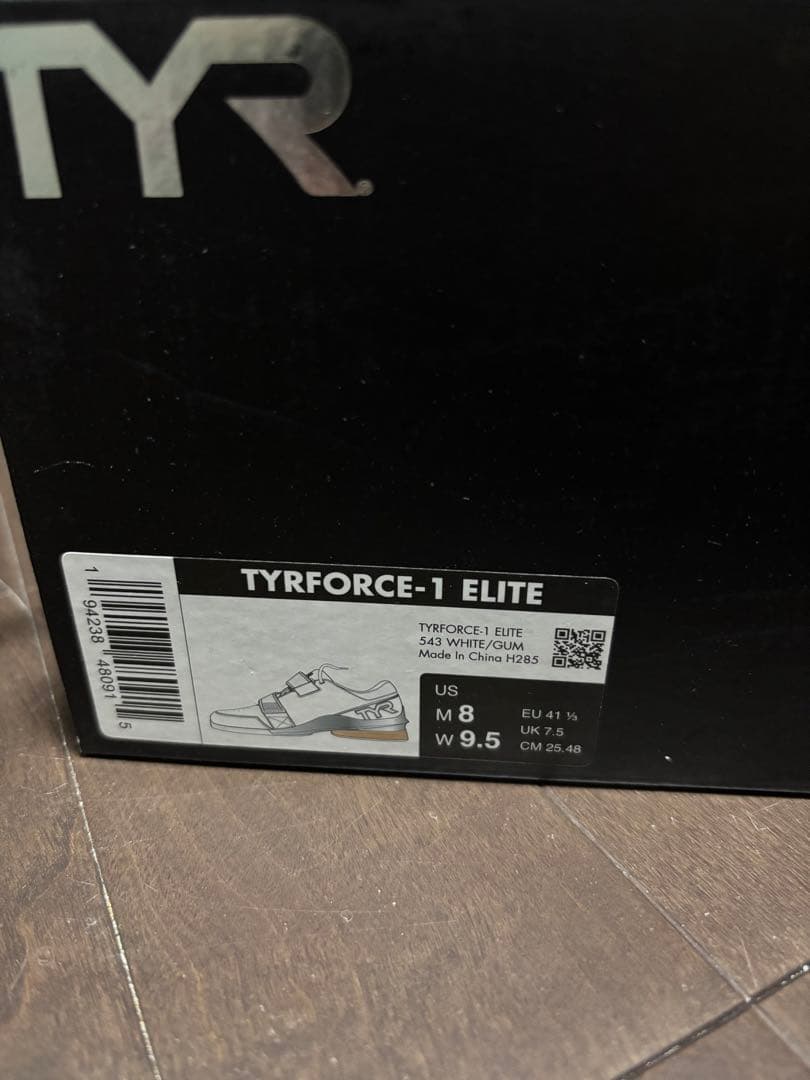 TYR®
TYRFORCE-1 ELITE
TYRFORCE-1 ELITE
543 WHITE/GUM
Made In China H285
1 94238 48091 5
TYR
US
M 8
W 9.5
EU 41 ⅓
UK 7.5
CM 25.48